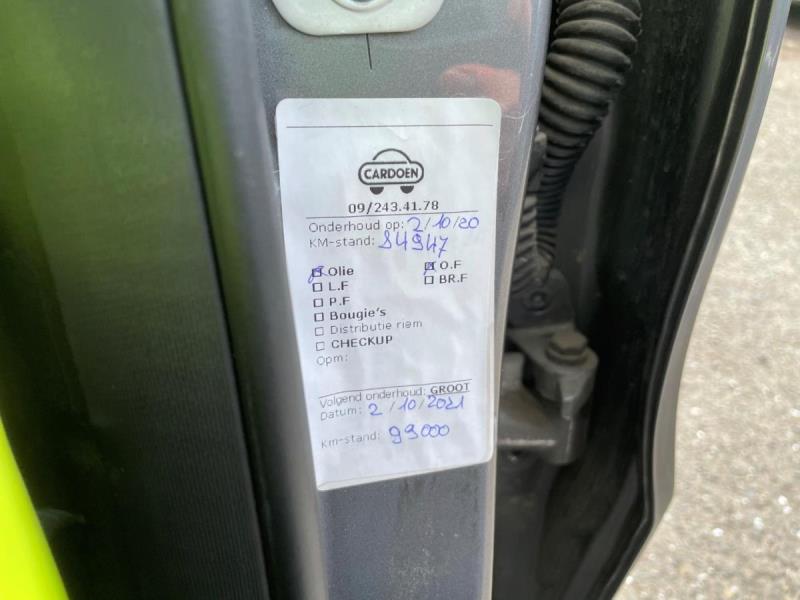 CARDOEN
09/243.41.78
Onderhoud op: 2/10/20
KM-stand: 84947
Olie O.F
L.F BR.F
P.F
Bougie's
Distributie riem
CHECKUP
Opm:
Volgend onderhoud: GROOT
Datum: 2/10/2021
Km-stand: 99000